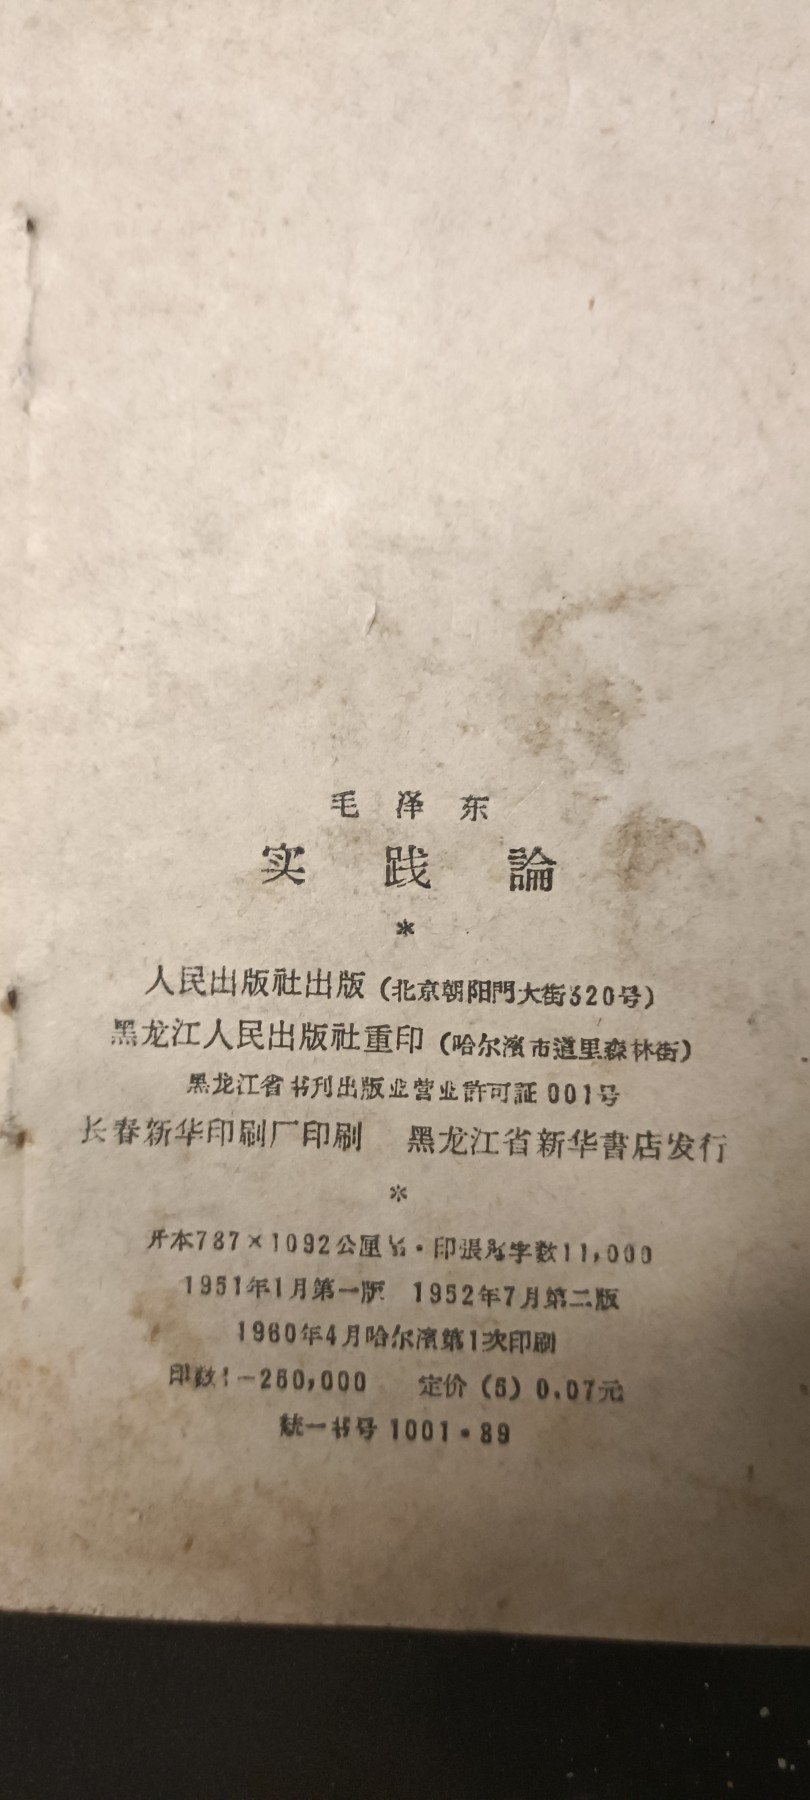 毛泽东
实践論
*
人民出版社出版(北京朝阳門大街320号)
黑龙江人民出版社重印(哈尔濱市道里森林街)
黑龙江省书刊出版业营业許可証001号
长春新华印刷厂印刷 黑龙江省新华書店发行
*
开本787×1092公厘 · 印張 字数11,000
1951年1月第一版 1952年7月第二版
1960年4月哈尔濱第1次印刷
印数1—250,000 定价(5)0.07元
統一书号1001·89